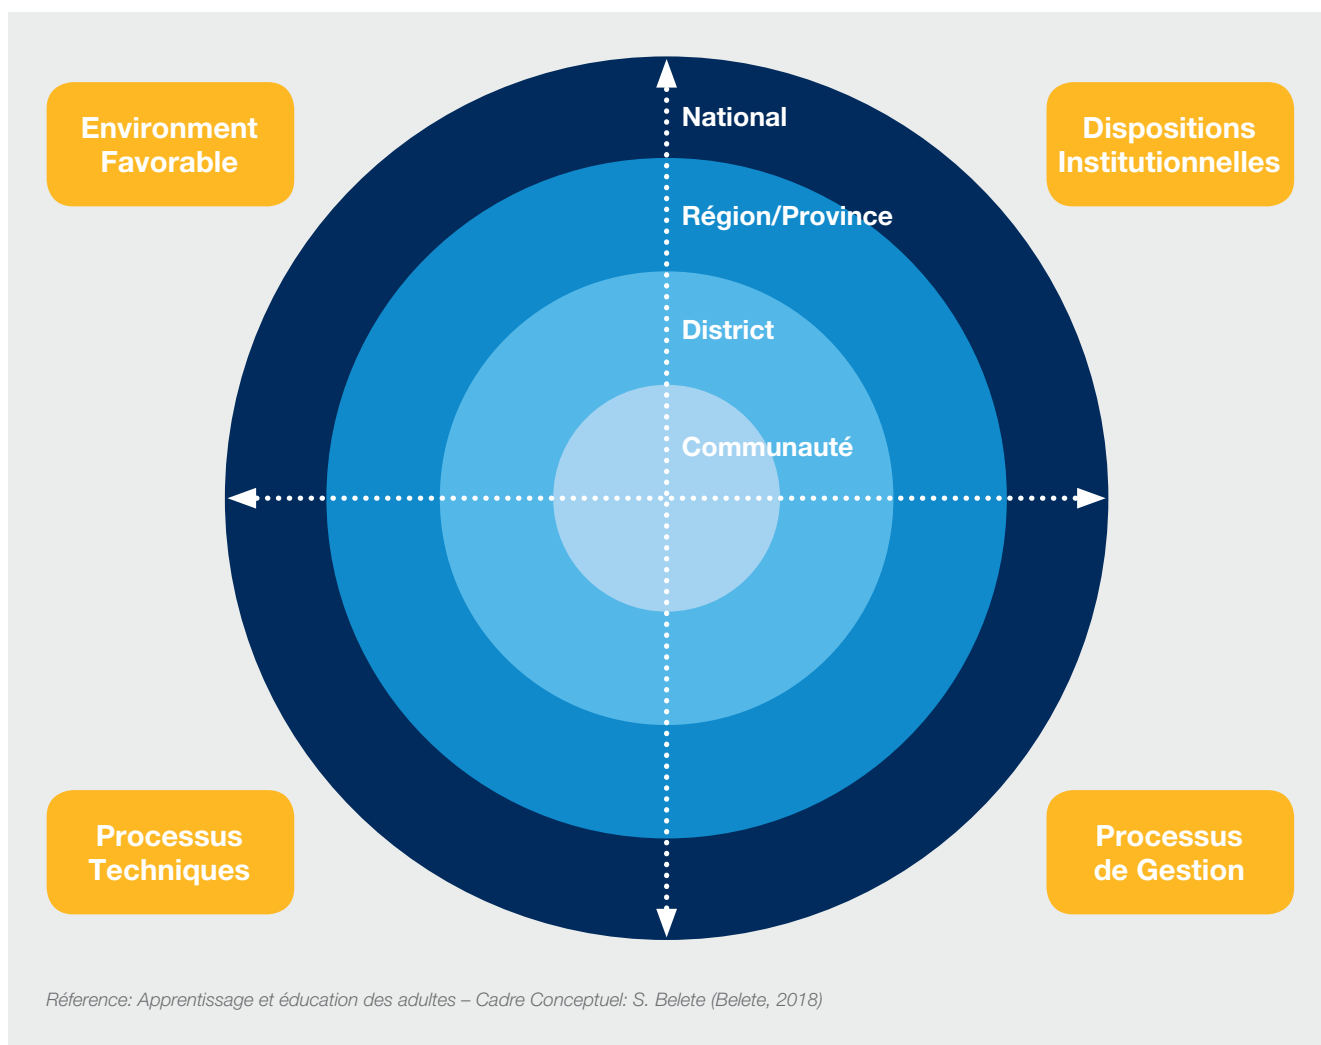 Environment
Favorable
Dispositions
Institutionnelles
National
Région/Province
District
Communauté
Processus
Techniques
Processus
de Gestion
Réference: Apprentissage et éducation des adultes – Cadre Conceptuel: S. Belete (Belete, 2018)